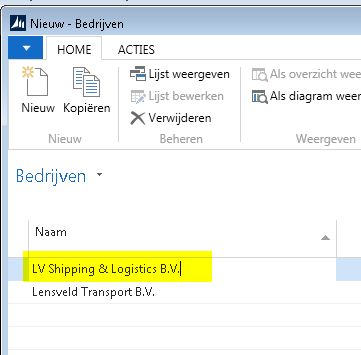 Nieuw - Bedrijven
HOME ACTIES
Nieuw Kopiëren
Lijst weergeven
Lijst bewerken
Verwijderen
Als overzicht wee
Als diagram weer
Nieuw Beheren Weergeven
Bedrijven
Naam
LV Shipping & Logistics B.V.
Lensveld Transport B.V.